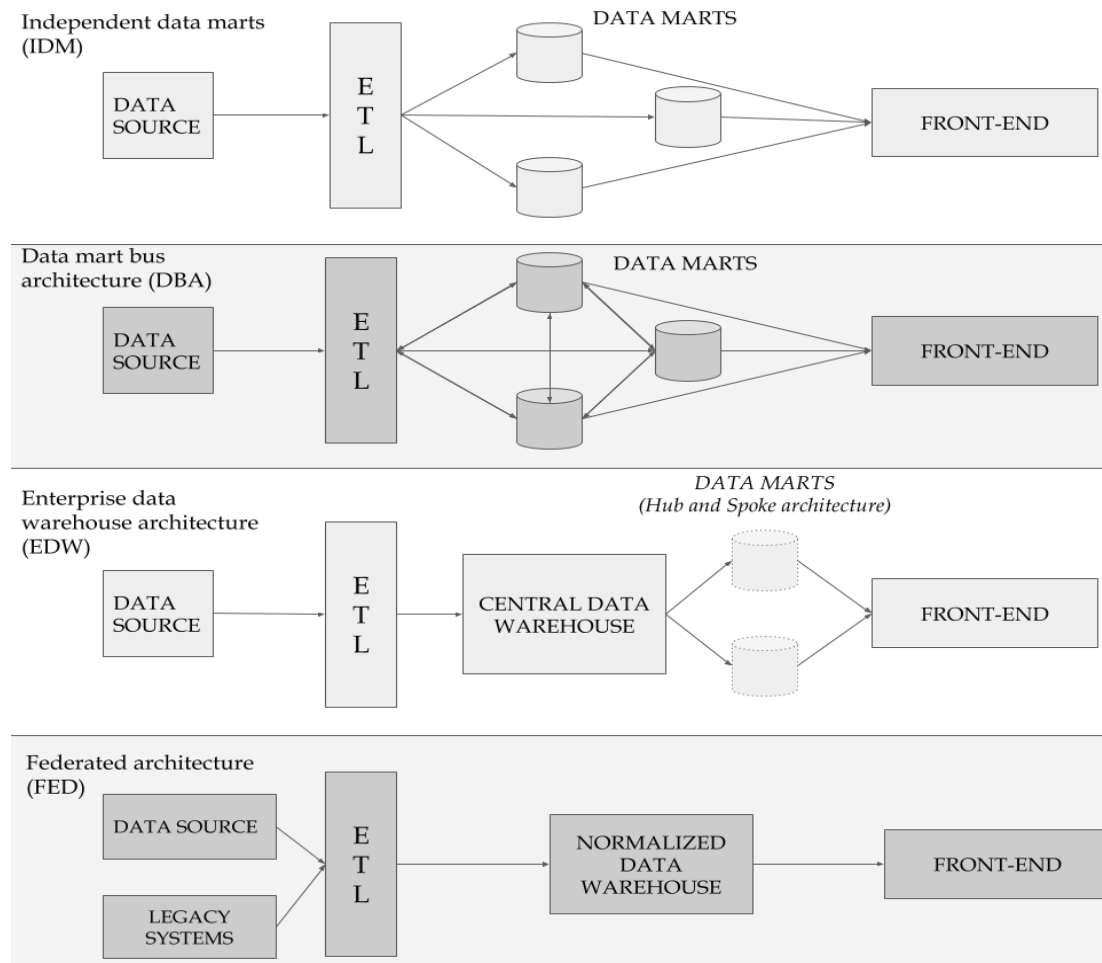 Independent data marts
(IDM)
DATA MARTS
DATA
SOURCE
E
T
L
FRONT-END
Data mart bus
architecture (DBA)
DATA MARTS
DATA
SOURCE
E
T
L
FRONT-END
Enterprise data
warehouse architecture
(EDW)
DATA MARTS
(Hub and Spoke architecture)
DATA
SOURCE
E
T
L
CENTRAL DATA
WAREHOUSE
FRONT-END
Federated architecture
(FED)
DATA SOURCE
LEGACY
SYSTEMS
E
T
L
NORMALIZED
DATA
WAREHOUSE
FRONT-END